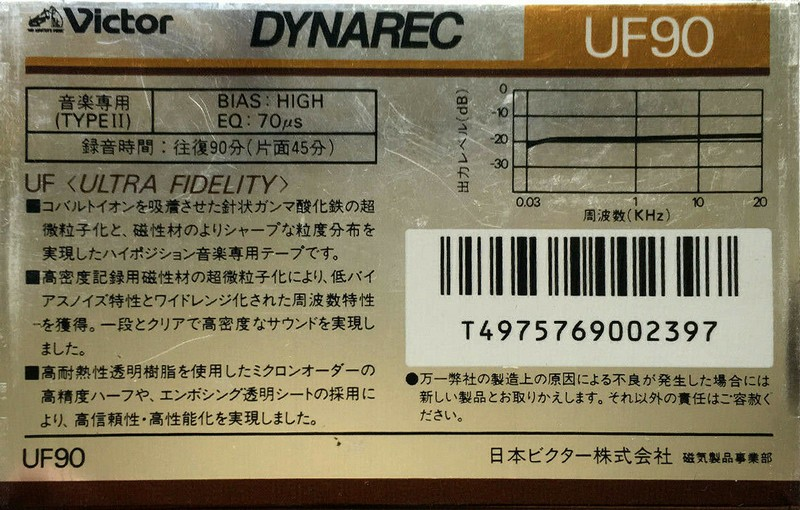 Victor
DYNAREC
UF90
音楽専用
(TYPEII)
BIAS: HIGH
EQ: 70μs
録音時間:往復90分(片面45分)
UF〈ULTRA FIDELITY〉
■コバルトイオンを吸着させた針状ガンマ酸化鉄の超
微粒子化と、磁性材のよりシャープな粒度分布を
実現したハイポジション音楽専用テープです。
■高密度記録用磁性材の超微粒子化により、低バイ
アスノイズ特性とワイドレンジ化された周波数特性
を獲得。一段とクリアで高密度なサウンドを実現し
ました。
■高耐熱性透明樹脂を使用したミクロンオーダーの
高精度ハーフや、エンボシング透明シートの採用に
より、高信頼性・高性能化を実現しました。
出力レベル(dB)
0
-10
-20
-30
0.03
1
10
20
周波数(KHz)
T4975769002397
●万一弊社の製造上の原因による不良が発生した場合には
新しい製品とお取りかえします。それ以外の責任はご容赦く
ださい。
UF90
日本ビクター株式会社 磁気製品事業部